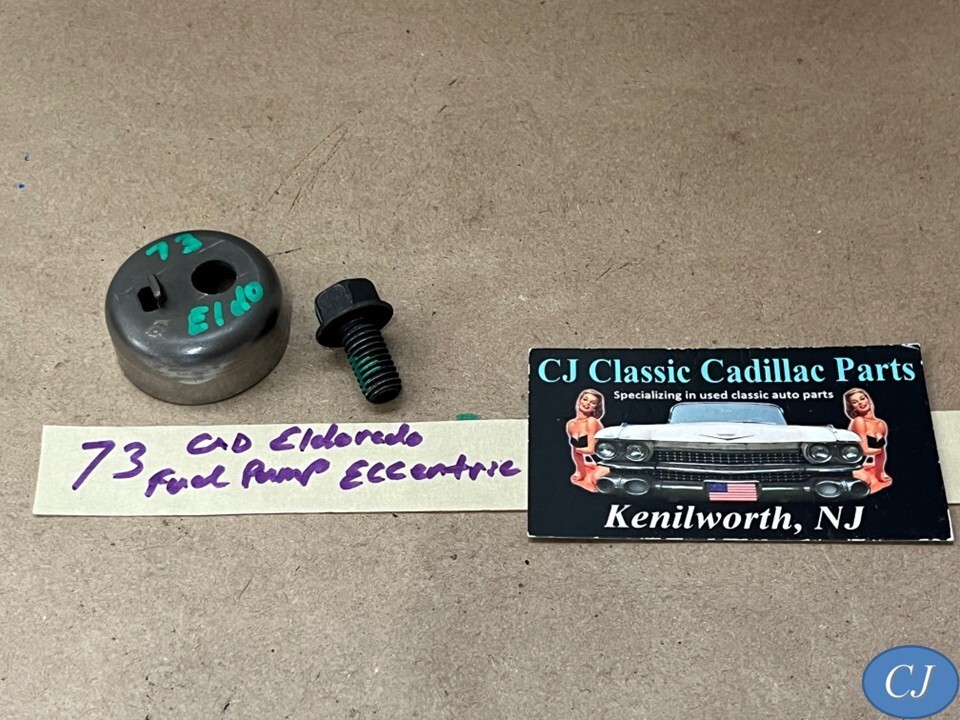 73
Eldo
73 CAD Eldorado
Fuel Pump Eccentric
CJ Classic Cadillac Parts
Specializing in used classic auto parts
Kenilworth, NJ
CJ